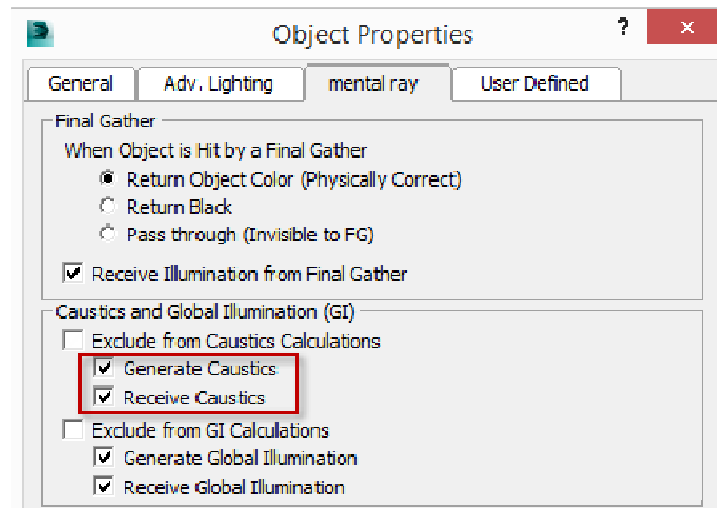 Object Properties ?
General Adv. Lighting mental ray User Defined
Final Gather
When Object is Hit by a Final Gather
Return Object Color (Physically Correct)
Return Black
Pass through (Invisible to FG)
Receive Illumination from Final Gather
Caustics and Global Illumination (GI)
Exclude from Caustics Calculations
Generate Caustics
Receive Caustics
Exclude from GI Calculations
Generate Global Illumination
Receive Global Illumination